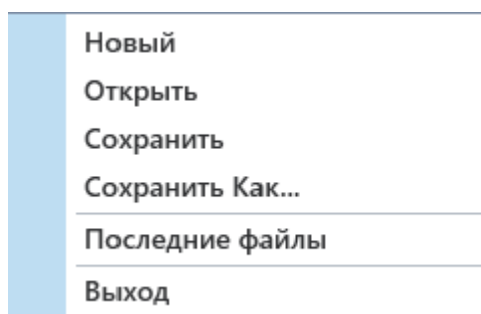 Новый
Открыть
Сохранить
Сохранить Как...
Последние файлы
Выход